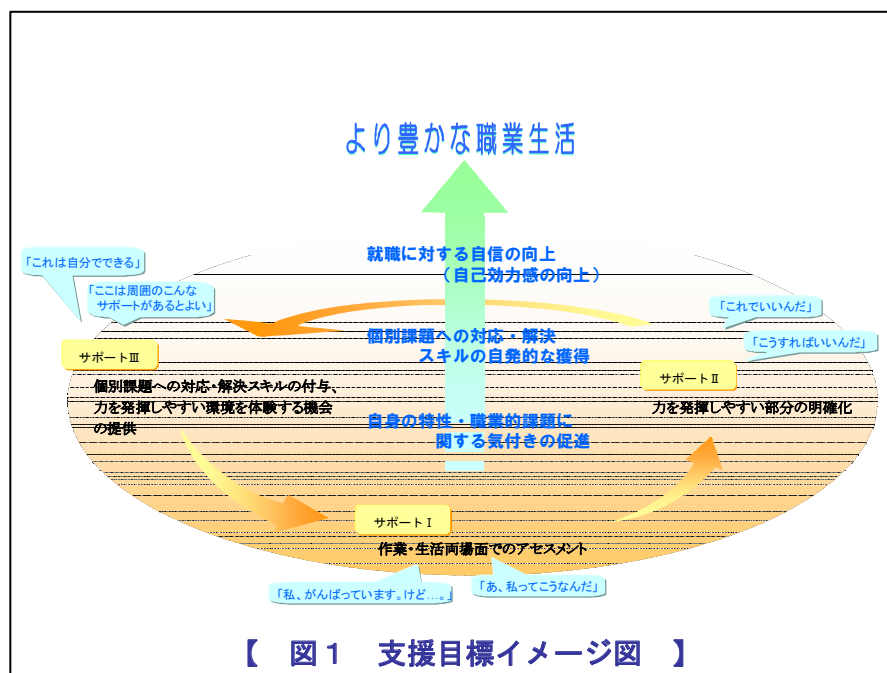 より豊かな職業生活
就職に対する自信の向上
(自己効力感の向上)
「これは自分でできる」
「ここは周囲のこんな
サポートがあるとよい」
「これでいいんだ」
「こうすればいいんだ」
個別課題への対応・解決
スキルの自発的な獲得
サポートⅢ
個別課題への対応・解決スキルの付与、
力を発揮しやすい環境を体験する機会
の提供
サポートⅡ
力を発揮しやすい部分の明確化
自身の特性・職業的課題に
関する気付きの促進
サポートⅠ
作業・生活両場面でのアセスメント
「私、がんばっています。けど…。」
「あ、私ってこうなんだ」
【 図1 支援目標イメージ図 】